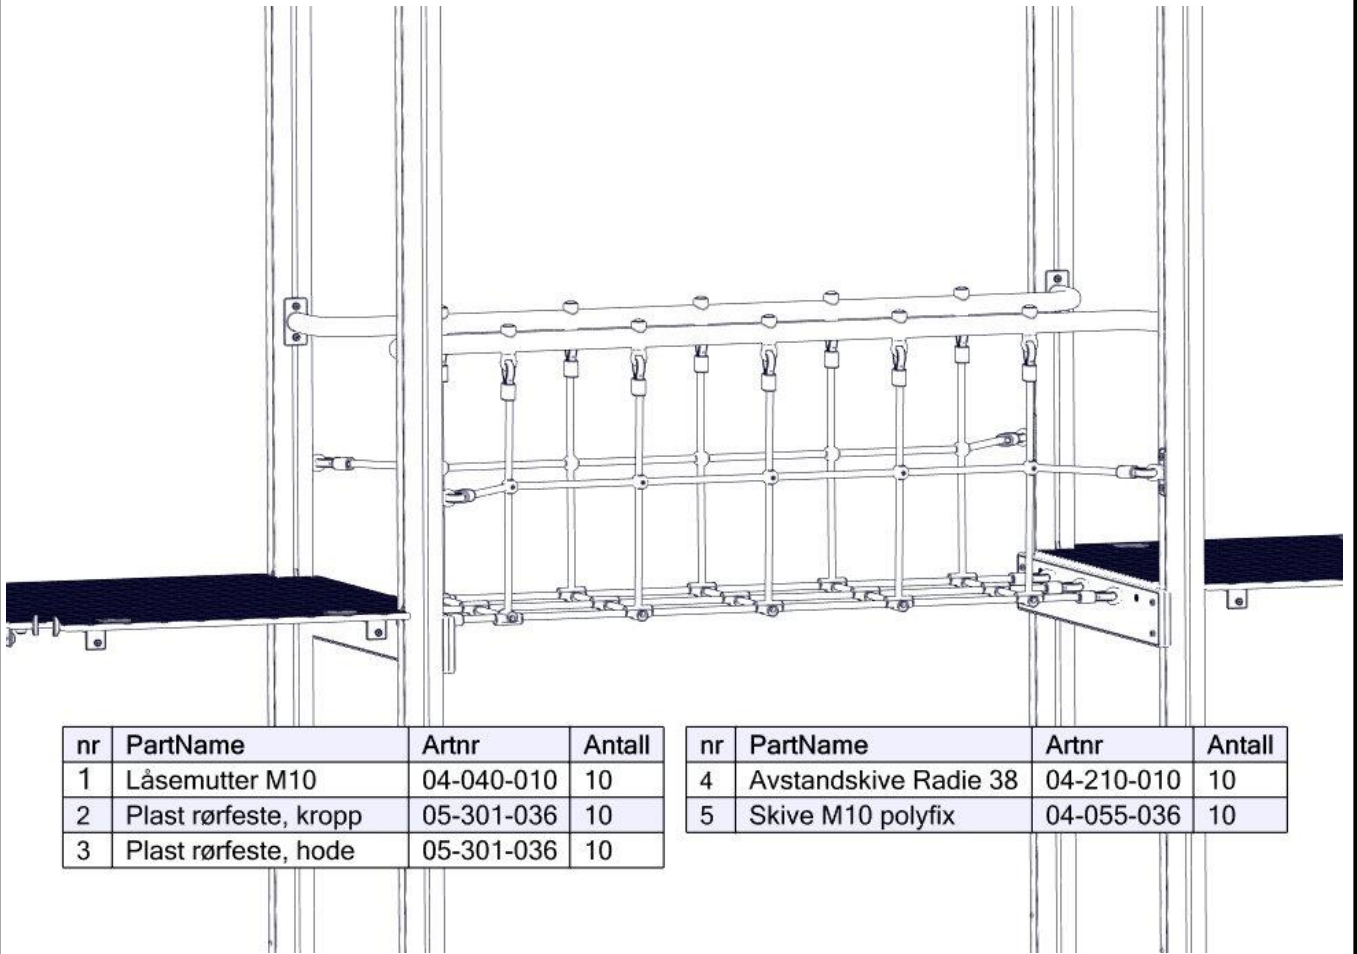 nr PartName Artnr Antall
1 Låsemutter M10 04-040-010 10
2 Plast rørfeste, kropp 05-301-036 10
3 Plast rørfeste, hode 05-301-036 10
nr PartName Artnr Antall
4 Avstandskive Radie 38 04-210-010 10
5 Skive M10 polyfix 04-055-036 10